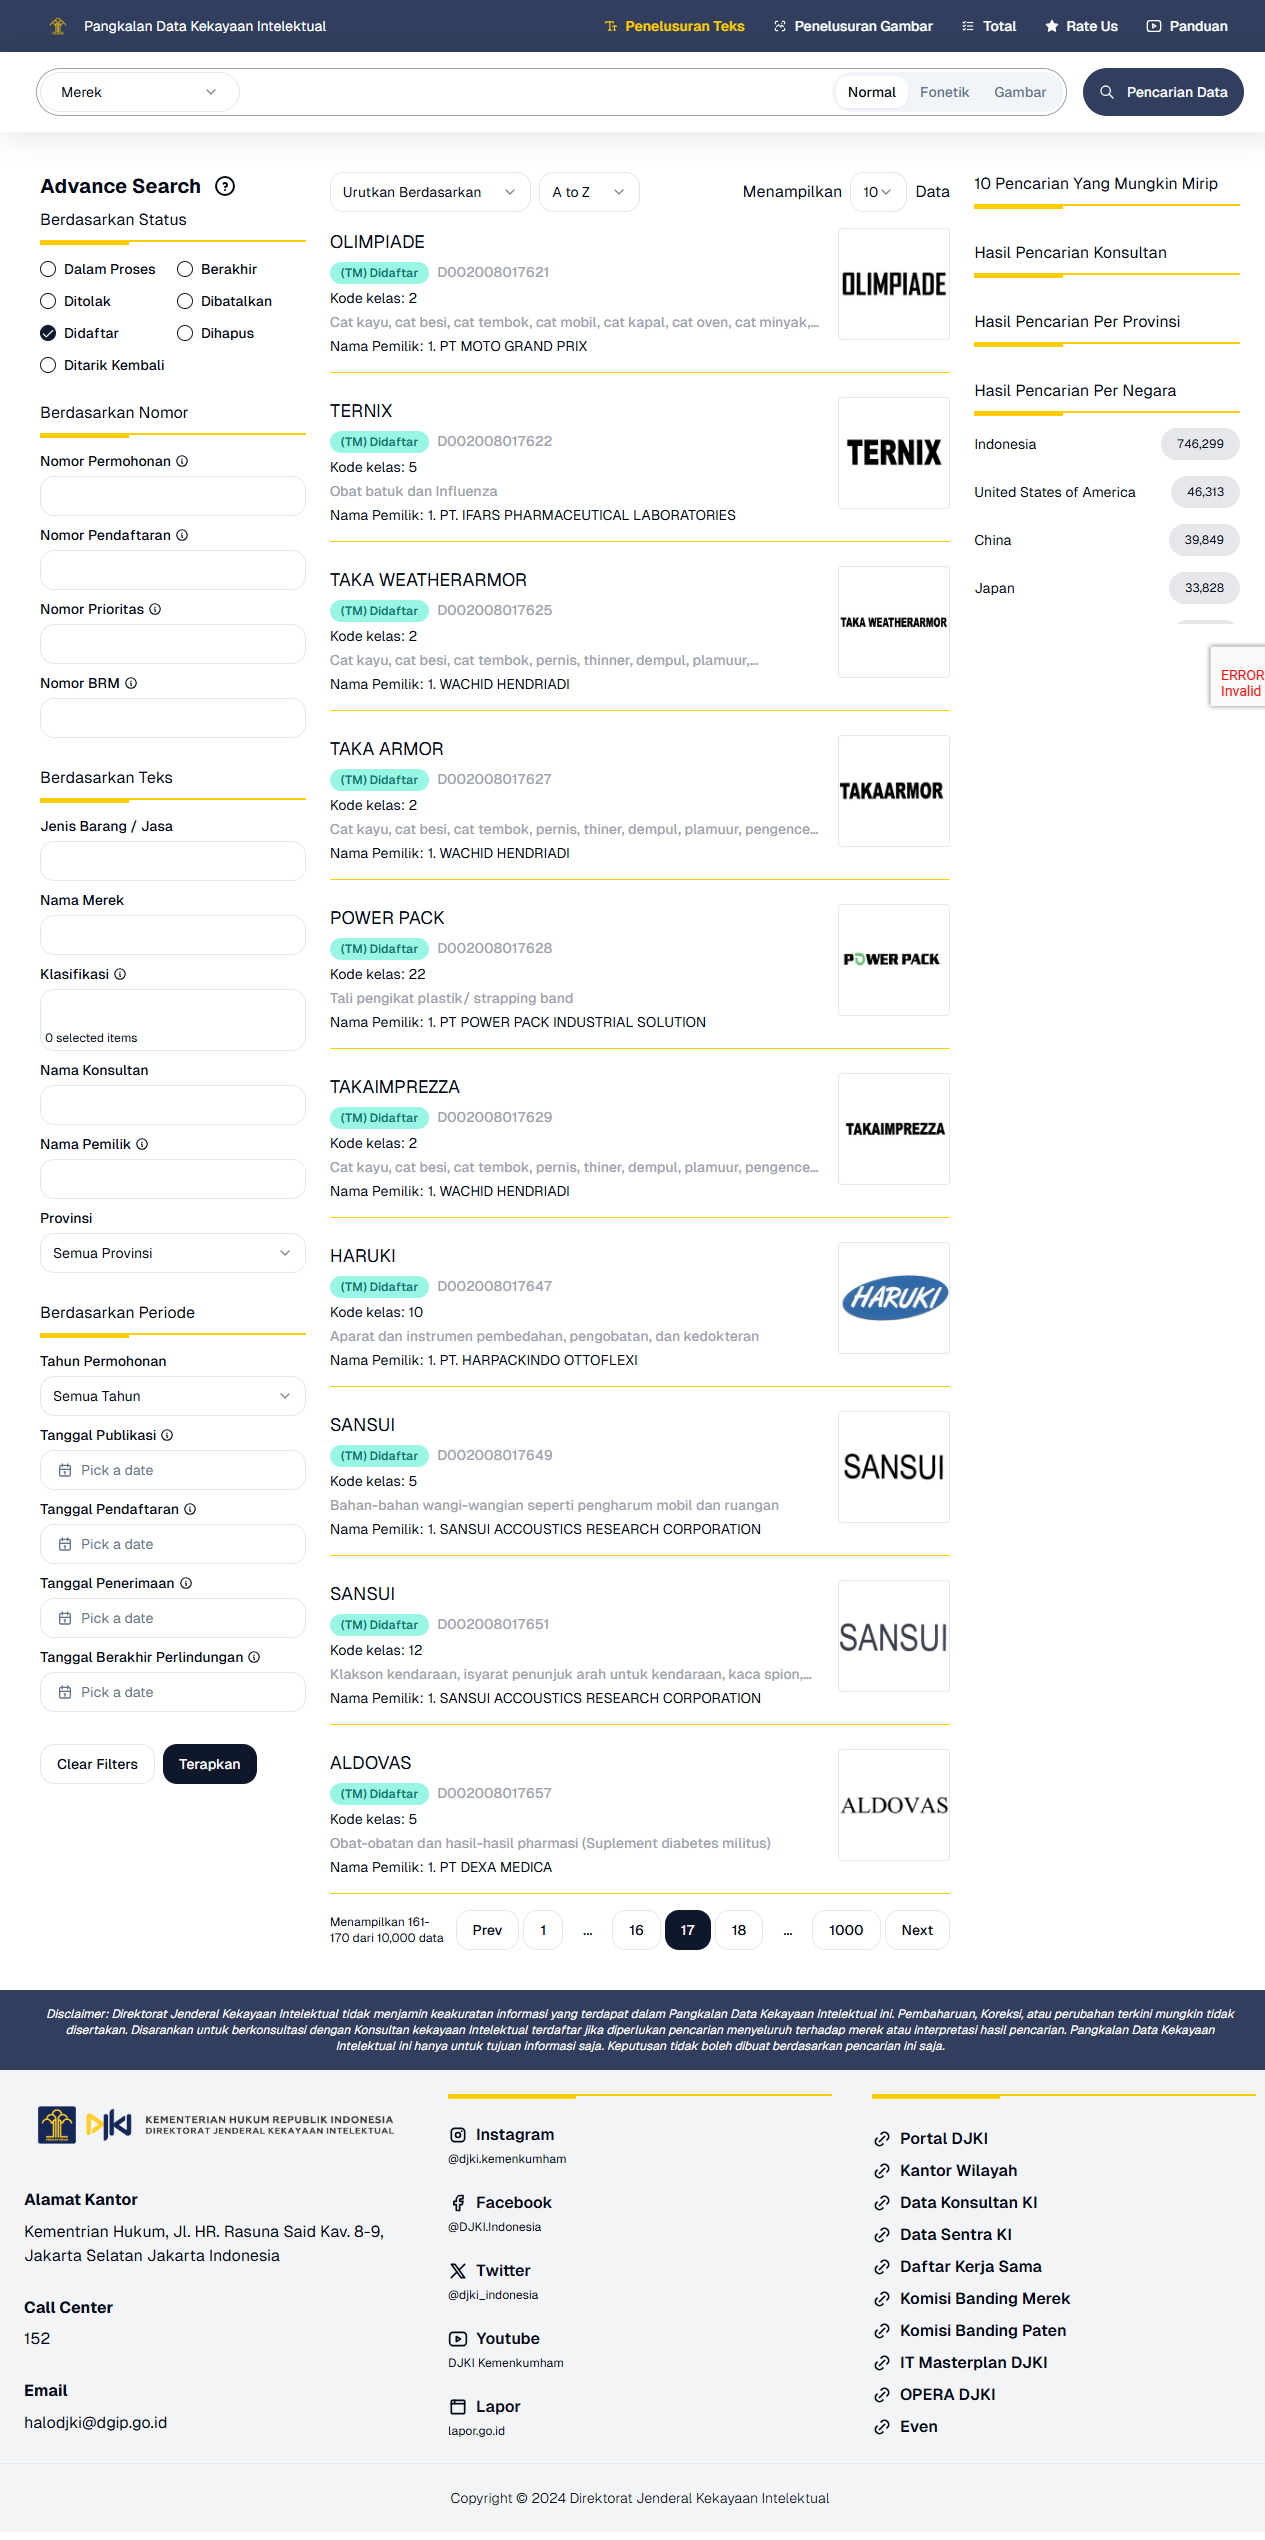 Pangkalan Data Kekayaan Intelektual
Penelusuran Teks
Penelusuran Gambar
Total
Rate Us
Panduan
Merek
Normal
Fonetik
Gambar
Pencarian Data
Advance Search
Berdasarkan Status
Dalam Proses
Berakhir
Ditolak
Dibatalkan
Didaftar
Dihapus
Ditarik Kembali
Berdasarkan Nomor
Nomor Permohonan
Nomor Pendaftaran
Nomor Prioritas
Nomor BRM
Berdasarkan Teks
Jenis Barang / Jasa
Nama Merek
Klasifikasi
0 selected items
Nama Konsultan
Nama Pemilik
Provinsi
Semua Provinsi
Berdasarkan Periode
Tahun Permohonan
Semua Tahun
Tanggal Publikasi
Pick a date
Tanggal Pendaftaran
Pick a date
Tanggal Penerimaan
Pick a date
Tanggal Berakhir Perlindungan
Pick a date
Clear Filters
Terapkan
Urutkan Berdasarkan
A to Z
Menampilkan 10 Data
OLIMPIADE
(TM) Didaftar D002008017621
Kode kelas: 2
Cat kayu, cat besi, cat tembok, cat mobil, cat kapal, cat oven, cat minyak,...
Nama Pemilik: 1. PT MOTO GRAND PRIX
OLIMPIADE
TERNIX
(TM) Didaftar D002008017622
Kode kelas: 5
Obat batuk dan Influenza
Nama Pemilik: 1. PT. IFARS PHARMACEUTICAL LABORATORIES
TERNIX
TAKA WEATHERARMOR
(TM) Didaftar D002008017625
Kode kelas: 2
Cat kayu, cat besi, cat tembok, pernis, thinner, dempul, plamuur,...
Nama Pemilik: 1. WACHID HENDRIADI
TAKA WEATHERARMOR
TAKA ARMOR
(TM) Didaftar D002008017627
Kode kelas: 2
Cat kayu, cat besi, cat tembok, pernis, thiner, dempul, plamuur, pengence...
Nama Pemilik: 1. WACHID HENDRIADI
TAKAARMOR
POWER PACK
(TM) Didaftar D002008017628
Kode kelas: 22
Tali pengikat plastik/ strapping band
Nama Pemilik: 1. PT POWER PACK INDUSTRIAL SOLUTION
POWER PACK
TAKAIMPREZZA
(TM) Didaftar D002008017629
Kode kelas: 2
Cat kayu, cat besi, cat tembok, pernis, thiner, dempul, plamuur, pengence...
Nama Pemilik: 1. WACHID HENDRIADI
TAKAIMPREZZA
HARUKI
(TM) Didaftar D002008017647
Kode kelas: 10
Aparat dan instrumen pembedahan, pengobatan, dan kedokteran
Nama Pemilik: 1. PT. HARPACKINDO OTTOFLEXI
HARUKI
SANSUI
(TM) Didaftar D002008017649
Kode kelas: 5
Bahan-bahan wangi-wangian seperti pengharum mobil dan ruangan
Nama Pemilik: 1. SANSUI ACCOUSTICS RESEARCH CORPORATION
SANSUI
SANSUI
(TM) Didaftar D002008017651
Kode kelas: 12
Klakson kendaraan, isyarat penunjuk arah untuk kendaraan, kaca spion,...
Nama Pemilik: 1. SANSUI ACCOUSTICS RESEARCH CORPORATION
SANSUI
ALDOVAS
(TM) Didaftar D002008017657
Kode kelas: 5
Obat-obatan dan hasil-hasil pharmasi (Suplement diabetes militus)
Nama Pemilik: 1. PT DEXA MEDICA
ALDOVAS
Menampilkan 161-
170 dari 10,000 data
Prev 1 ... 16 17 18 ... 1000 Next
10 Pencarian Yang Mungkin Mirip
Hasil Pencarian Konsultan
Hasil Pencarian Per Provinsi
Hasil Pencarian Per Negara
Indonesia 746,299
United States of America 46,313
China 39,849
Japan 33,828
ERROR
Invalid
Disclaimer: Direktorat Jenderal Kekayaan Intelektual tidak menjamin keakuratan informasi yang terdapat dalam Pangkalan Data Kekayaan Intelektual ini. Pembaharuan, Koreksi, atau perubahan terkini mungkin tidak
disertakan. Disarankan untuk berkonsultasi dengan Konsultan kekayaan Intelektual terdaftar jika diperlukan pencarian menyeluruh terhadap merek atau interpretasi hasil pencarian. Pangkalan Data Kekayaan
Intelektual ini hanya untuk tujuan informasi saja. Keputusan tidak boleh dibuat berdasarkan pencarian ini saja.
DJKI
KEMENTERIAN HUKUM REPUBLIK INDONESIA
DIREKTORAT JENDERAL KEKAYAAN INTELEKTUAL
Alamat Kantor
Kementrian Hukum, Jl. HR. Rasuna Said Kav. 8-9,
Jakarta Selatan Jakarta Indonesia
Call Center
152
Email
halodjki@dgip.go.id
Instagram
@djki.kemenkumham
Facebook
@DJKI.Indonesia
Twitter
@djki_indonesia
Youtube
DJKI Kemenkumham
Lapor
lapor.go.id
Portal DJKI
Kantor Wilayah
Data Konsultan KI
Data Sentra KI
Daftar Kerja Sama
Komisi Banding Merek
Komisi Banding Paten
IT Masterplan DJKI
OPERA DJKI
Even
Copyright © 2024 Direktorat Jenderal Kekayaan Intelektual